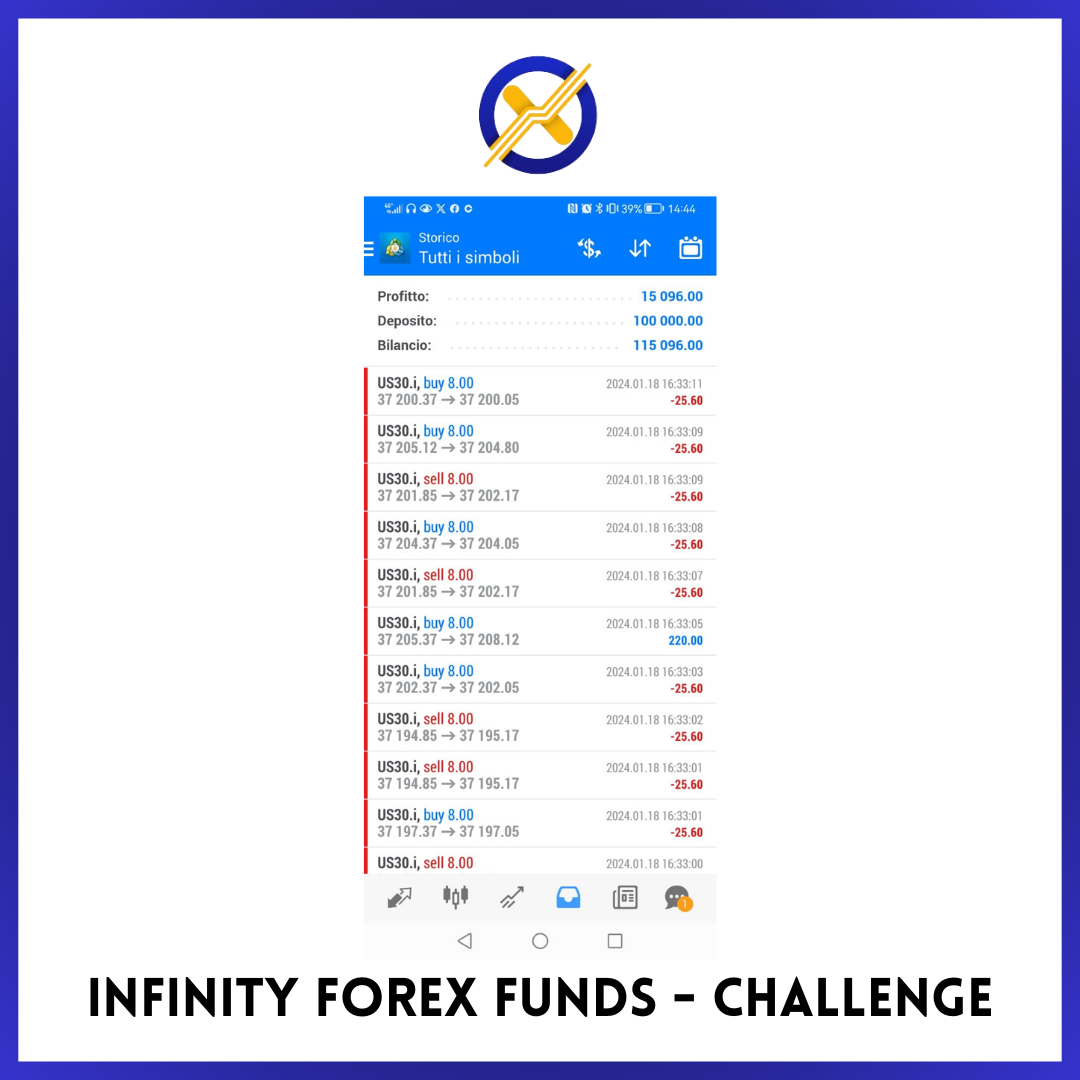 39% 14:44
Storico
Tutti i simboli
Profitto: 15 096.00
Deposito: 100 000.00
Bilancio: 115 096.00
US30.i, buy 8.00 2024.01.18 16:33:11
37 200.37 → 37 200.05 -25.60
US30.i, buy 8.00 2024.01.18 16:33:09
37 205.12 → 37 204.80 -25.60
US30.i, sell 8.00 2024.01.18 16:33:09
37 201.85 → 37 202.17 -25.60
US30.i, buy 8.00 2024.01.18 16:33:08
37 204.37 → 37 204.05 -25.60
US30.i, sell 8.00 2024.01.18 16:33:07
37 201.85 → 37 202.17 -25.60
US30.i, buy 8.00 2024.01.18 16:33:05
37 205.37 → 37 208.12 220.00
US30.i, buy 8.00 2024.01.18 16:33:03
37 202.37 → 37 202.05 -25.60
US30.i, sell 8.00 2024.01.18 16:33:02
37 194.85 → 37 195.17 -25.60
US30.i, sell 8.00 2024.01.18 16:33:01
37 194.85 → 37 195.17 -25.60
US30.i, buy 8.00 2024.01.18 16:33:01
37 197.37 → 37 197.05 -25.60
US30.i, sell 8.00 2024.01.18 16:33:00
1
INFINITY FOREX FUNDS - CHALLENGE